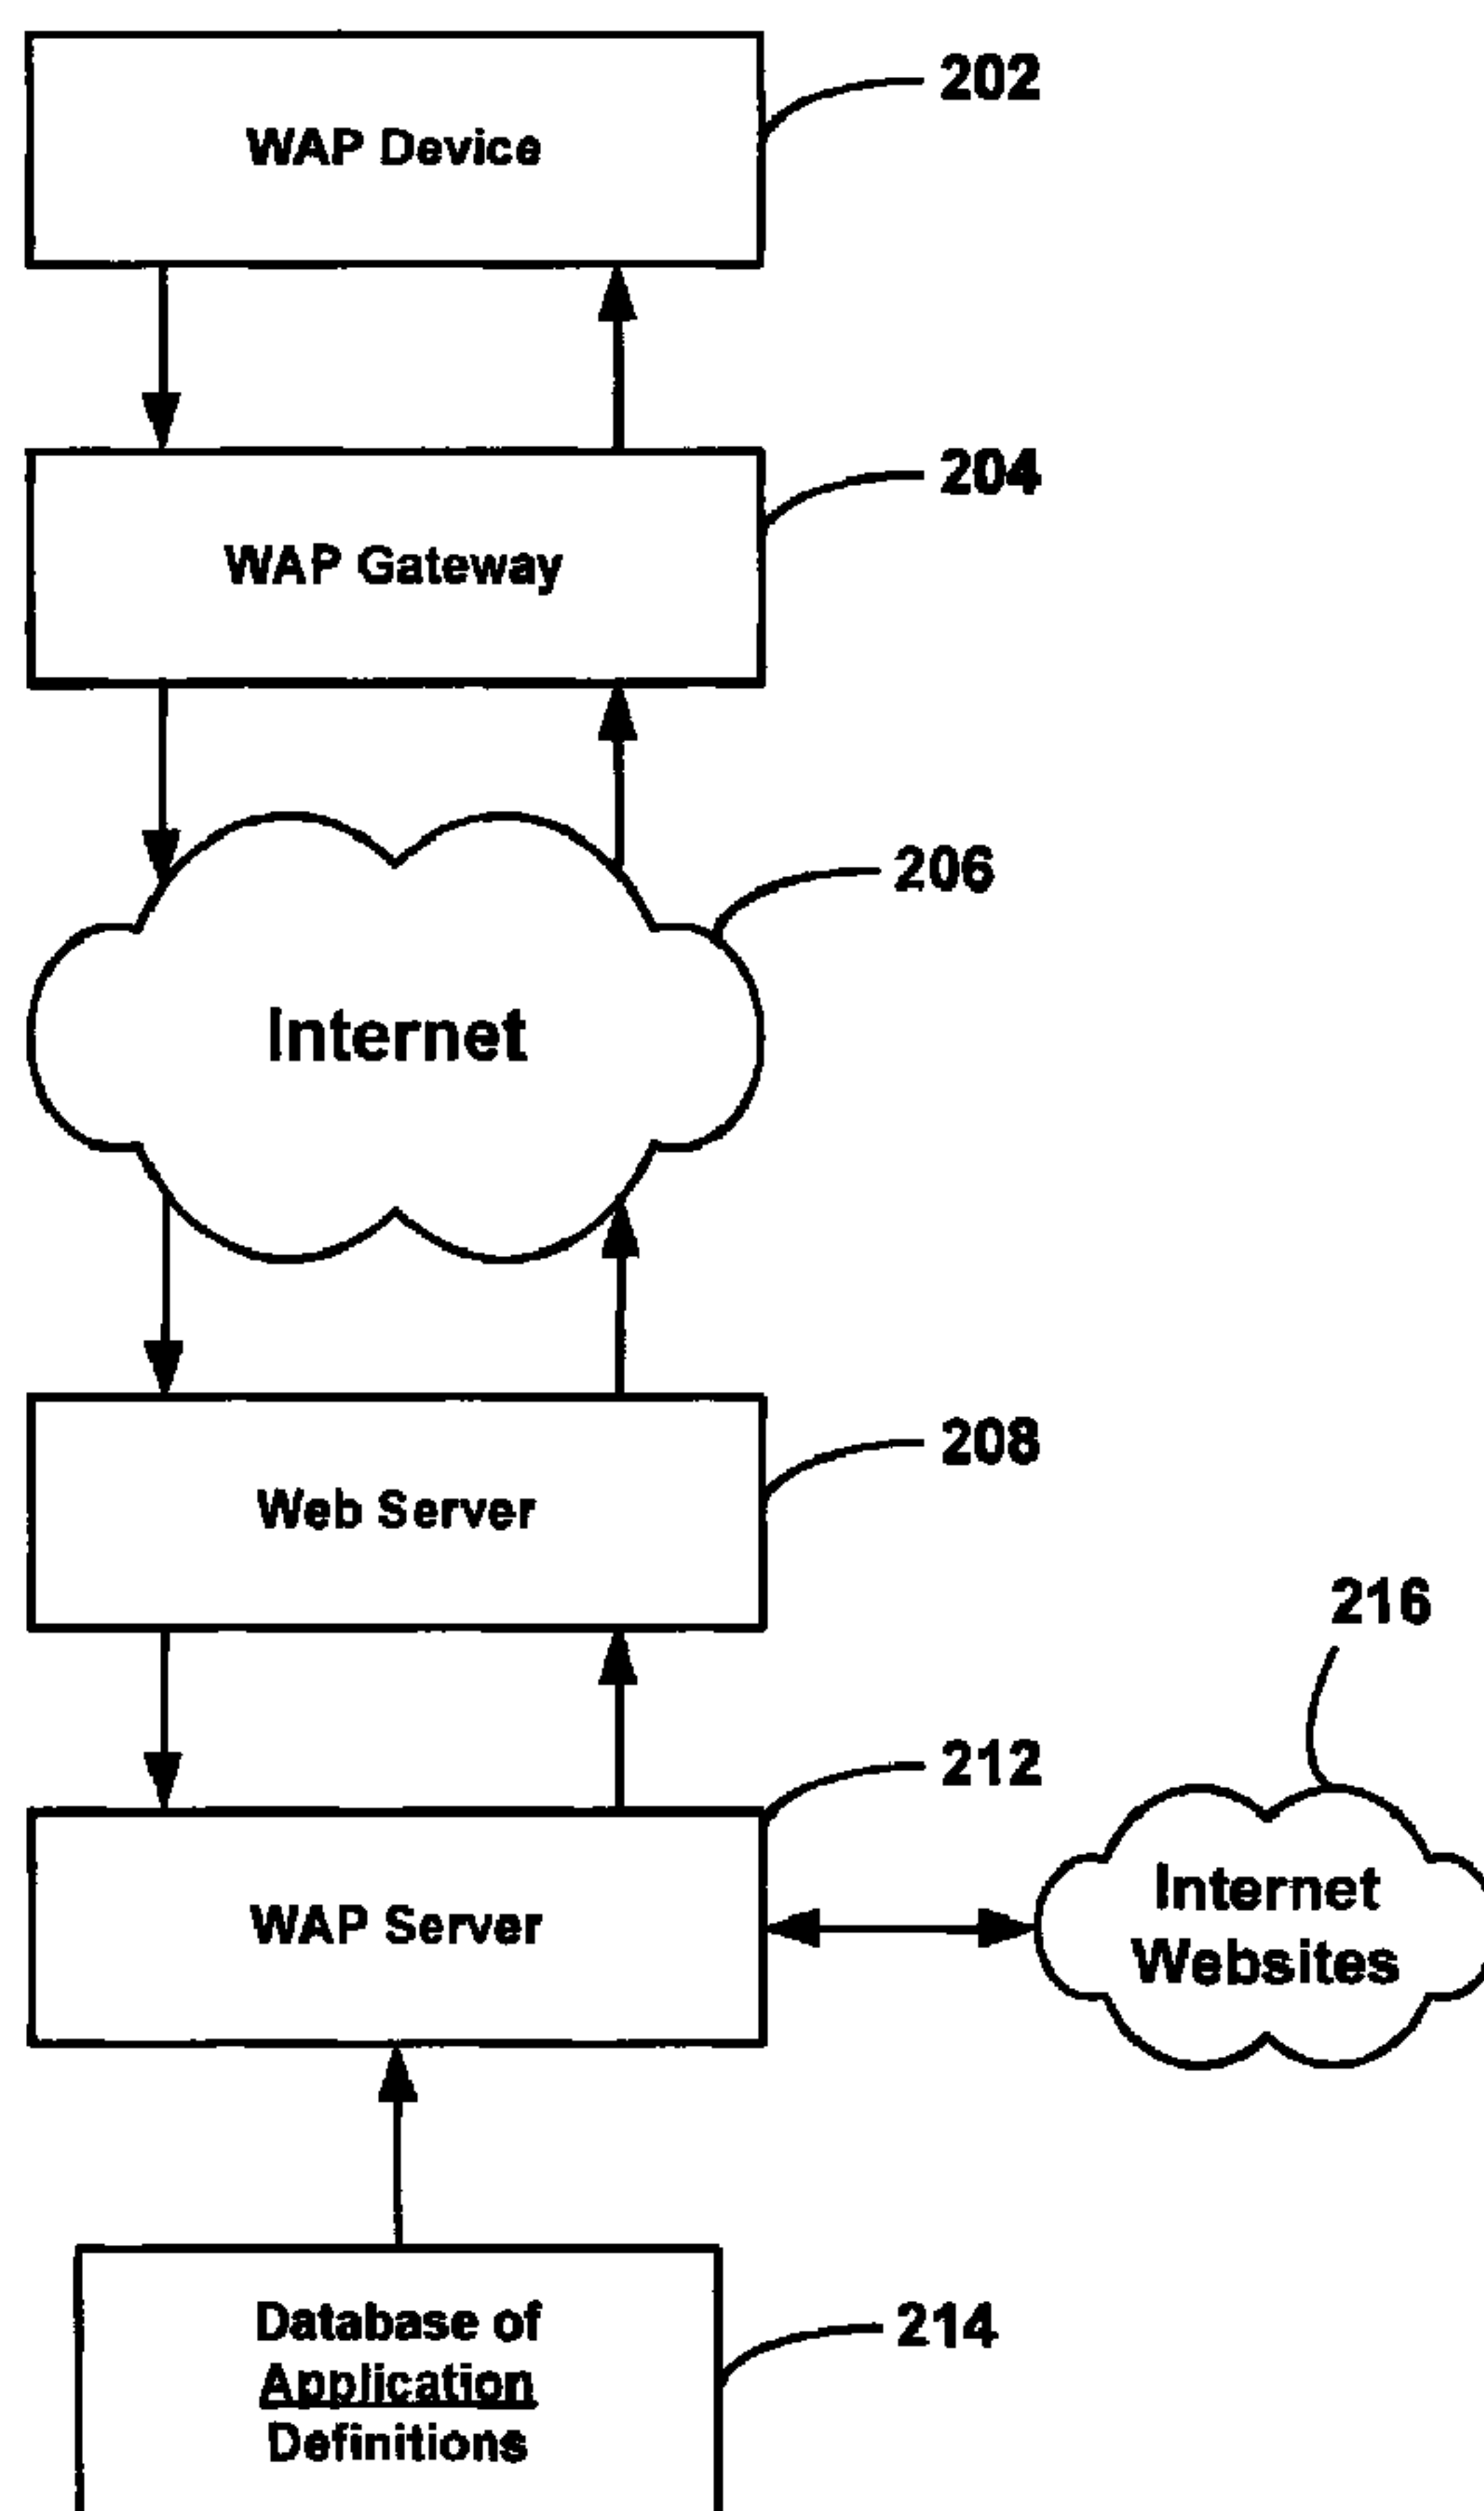 202
WAP Device
204
WAP Gateway
206
Internet
208
Web Server
216
212
Internet
Websites
WAP Server
214
Database of
Application
Definitions